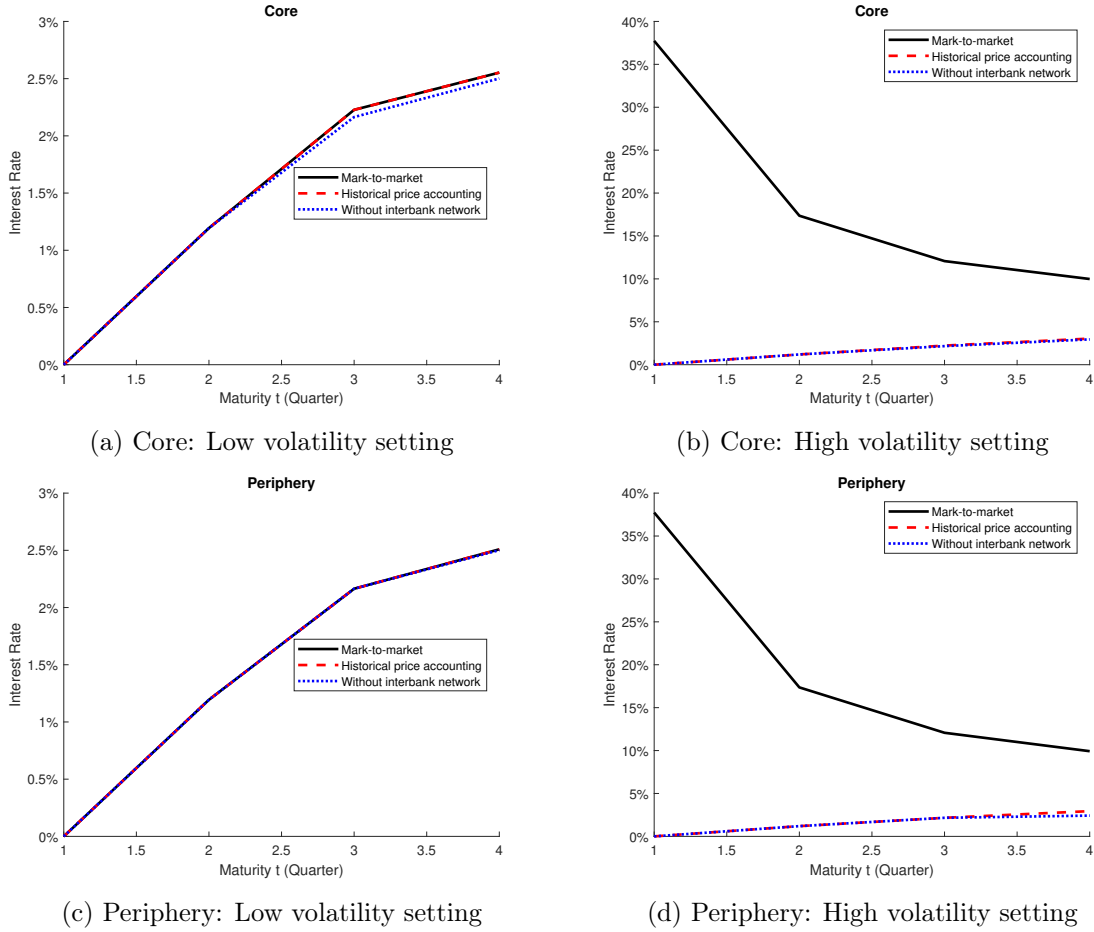 Core
3%
2.5%
2%
1.5%
1%
0.5%
0%
Interest Rate
Mark-to-market
Historical price accounting
Without interbank network
1 1.5 2 2.5 3 3.5 4
Maturity t (Quarter)
(a) Core: Low volatility setting
Core
40%
35%
30%
25%
20%
15%
10%
5%
0%
Interest Rate
Mark-to-market
Historical price accounting
Without interbank network
1 1.5 2 2.5 3 3.5 4
Maturity t (Quarter)
(b) Core: High volatility setting
Periphery
3%
2.5%
2%
1.5%
1%
0.5%
0%
Interest Rate
Mark-to-market
Historical price accounting
Without interbank network
1 1.5 2 2.5 3 3.5 4
Maturity t (Quarter)
(c) Periphery: Low volatility setting
Periphery
40%
35%
30%
25%
20%
15%
10%
5%
0%
Interest Rate
Mark-to-market
Historical price accounting
Without interbank network
1 1.5 2 2.5 3 3.5 4
Maturity t (Quarter)
(d) Periphery: High volatility setting